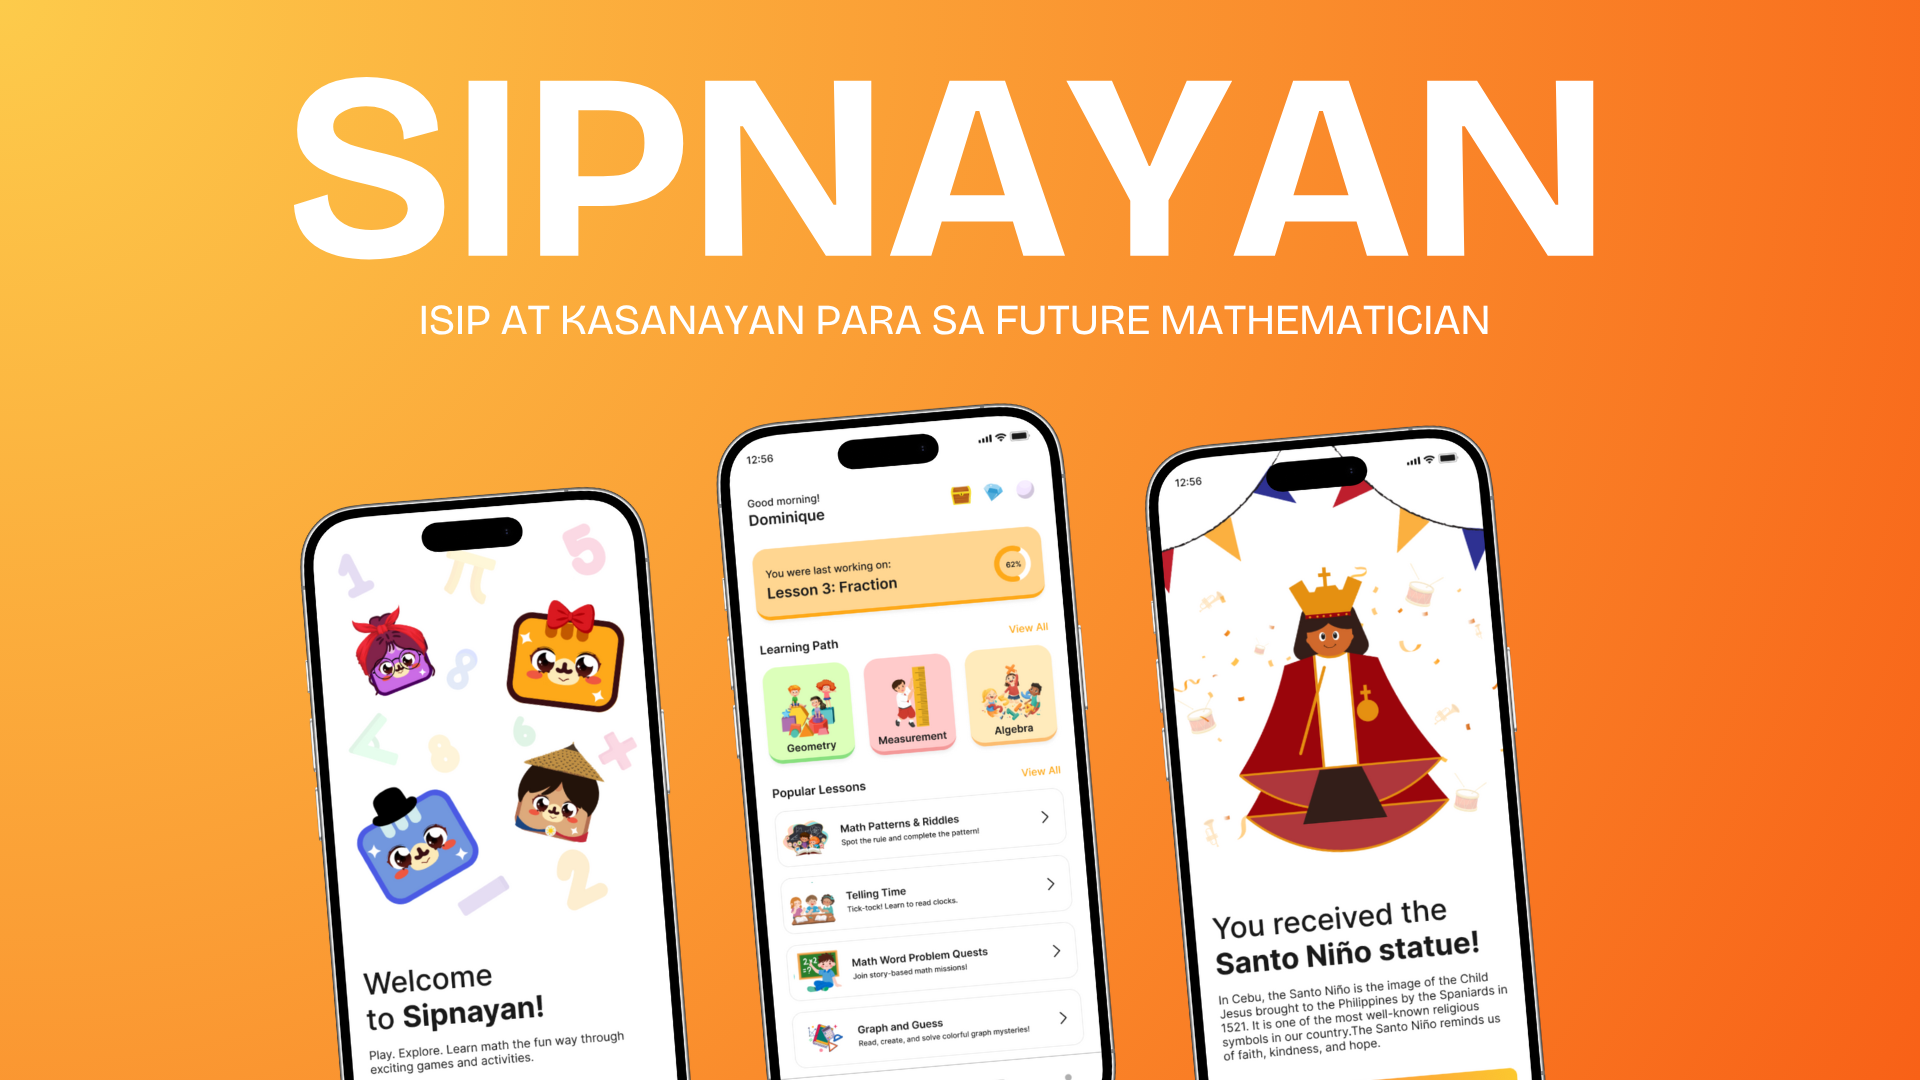 SIPNAYAN
ISIP AT KASANAYAN PARA SA FUTURE MATHEMATICIAN
1
π
5
8
8
6
2
Welcome
to Sipnayan!
Play. Explore. Learn math the fun way through
exciting games and activities.
12:56
Good morning!
Dominique
You were last working on:
Lesson 3: Fraction
62%
Learning Path
View All
Geometry
Measurement
Algebra
Popular Lessons
View All
Math Patterns & Riddles
Spot the rule and complete the pattern!
Telling Time
Tick-tock! Learn to read clocks.
Math Word Problem Quests
Join story-based math missions!
Graph and Guess
Read, create, and solve colorful graph mysteries!
12:56
You received the
Santo Niño statue!
In Cebu, the Santo Niño is the image of the Child
Jesus brought to the Philippines by the Spaniards in
1521. It is one of the most well-known religious
symbols in our country.The Santo Niño reminds us
of faith, kindness, and hope.